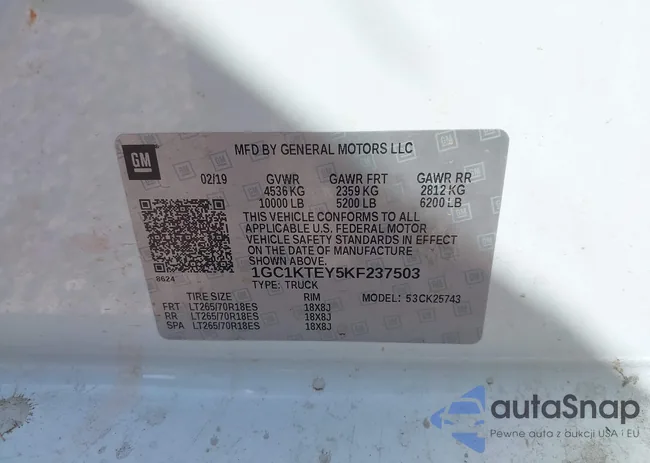 GM
MFD BY GENERAL MOTORS LLC
02/19 GVWR GAWR FRT GAWR RR
4536 KG 2359 KG 2812 KG
10000 LB 5200 LB 6200 LB
THIS VEHICLE CONFORMS TO ALL
APPLICABLE U.S. FEDERAL MOTOR
VEHICLE SAFETY STANDARDS IN EFFECT
ON THE DATE OF MANUFACTURE
SHOWN ABOVE.
8624
1GC1KTEY5KF237503
TYPE: TRUCK
TIRE SIZE RIM MODEL: 53 CK25743
FRT LT265/70R18ES 18X8J
RR LT265/70R18ES 18X8J
SPA LT265/70R18ES 18X8J
autoSnap
Pewne auta z aukcji USA i EU